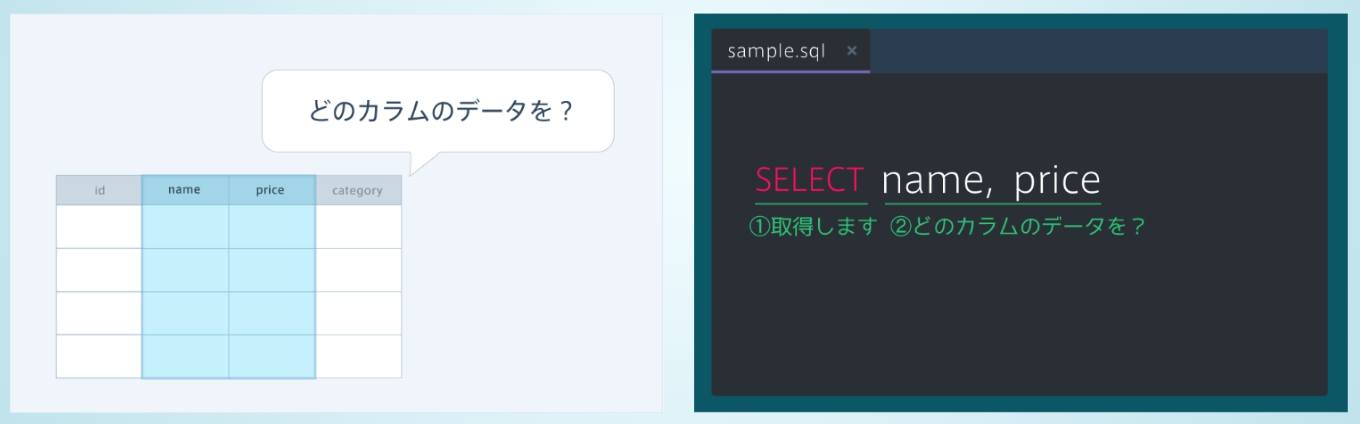 どのカラムのデータを？
id name price category
sample.sql ×
SELECT name, price
①取得します ②どのカラムのデータを？